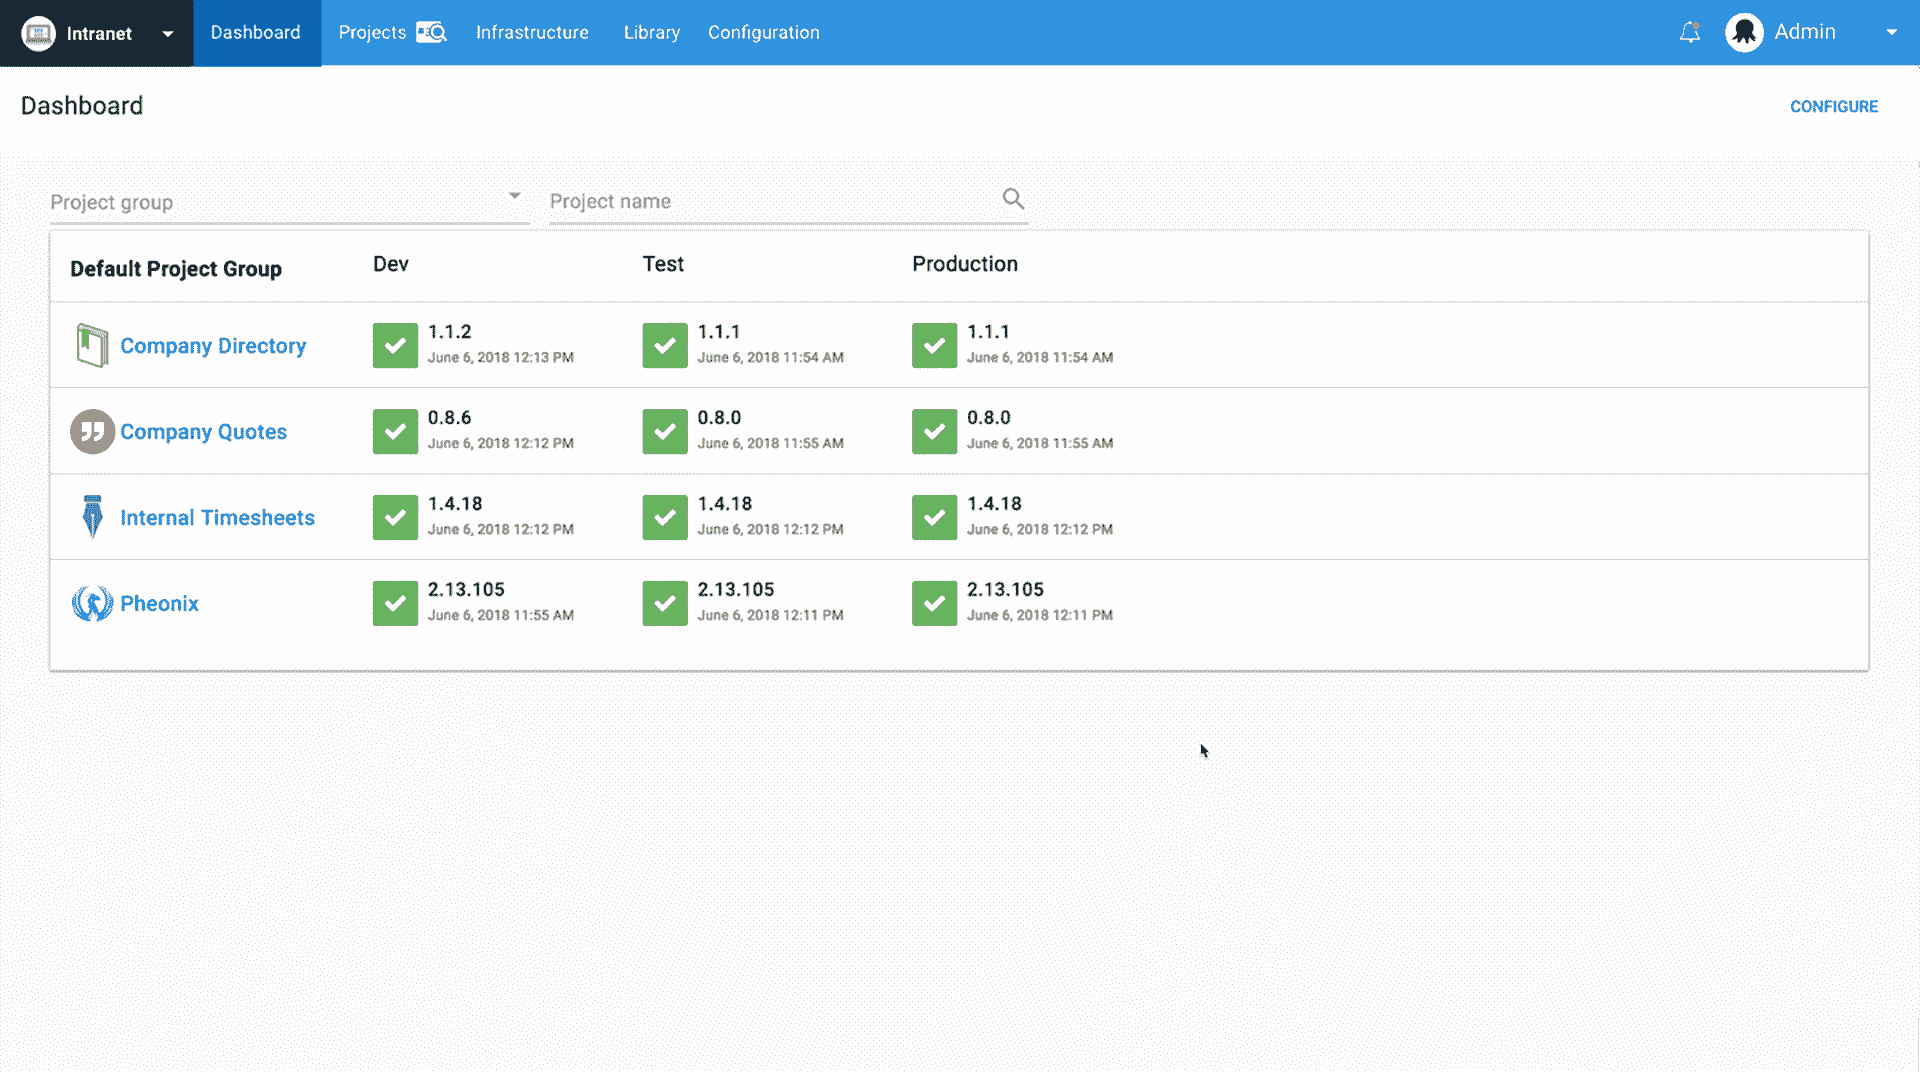 Intranet
Dashboard
Projects
Infrastructure
Library
Configuration
Admin
Dashboard
CONFIGURE
Project group
Project name
Default Project Group
Dev
Test
Production
Company Directory
1.1.2
June 6, 2018 12:13 PM
1.1.1
June 6, 2018 11:54 AM
1.1.1
June 6, 2018 11:54 AM
Company Quotes
0.8.6
June 6, 2018 12:12 PM
0.8.0
June 6, 2018 11:55 AM
0.8.0
June 6, 2018 11:55 AM
Internal Timesheets
1.4.18
June 6, 2018 12:12 PM
1.4.18
June 6, 2018 12:12 PM
1.4.18
June 6, 2018 12:12 PM
Pheonix
2.13.105
June 6, 2018 11:55 AM
2.13.105
June 6, 2018 12:11 PM
2.13.105
June 6, 2018 12:11 PM